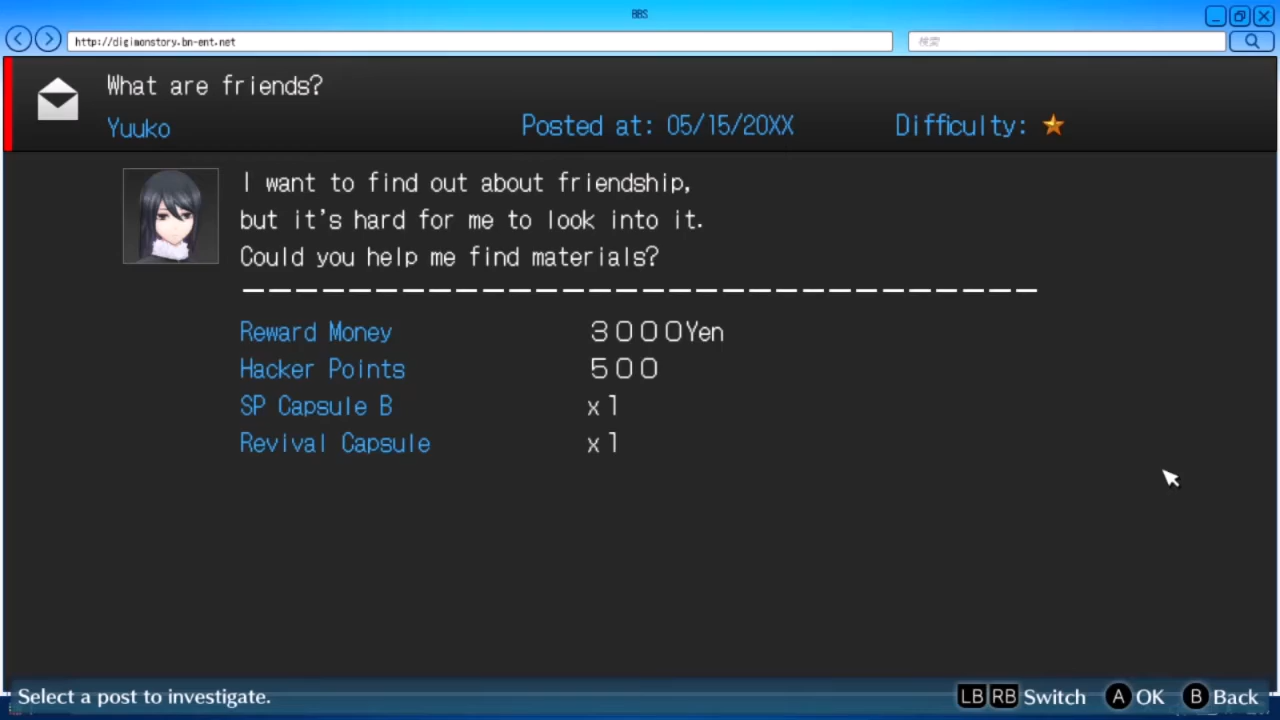 BBS
http://digimonstory.bn-ent.net
検索
What are friends?
Yuuko
Posted at: 05/15/20XX
Difficulty:
I want to find out about friendship,
but it's hard for me to look into it.
Could you help me find materials?
Reward Money 3000Yen
Hacker Points 500
SP Capsule B x1
Revival Capsule x1
Select a post to investigate.
LB RB Switch A OK B Back